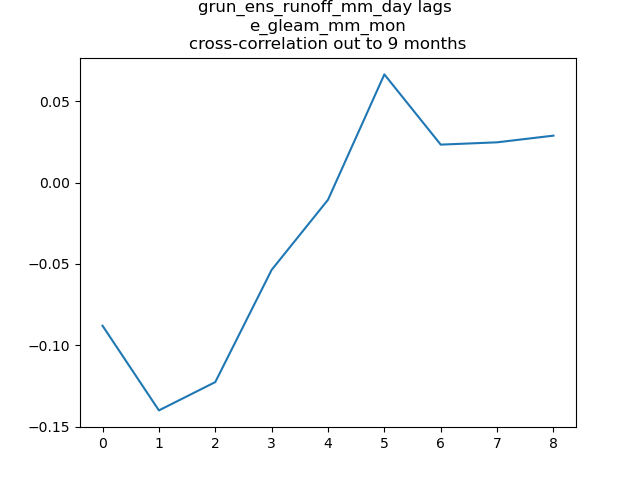 grun_ens_runoff_mm_day lags
e_gleam_mm_mon
cross-correlation out to 9 months
0.05
0.00
−0.05
−0.10
−0.15
0 1 2 3 4 5 6 7 8